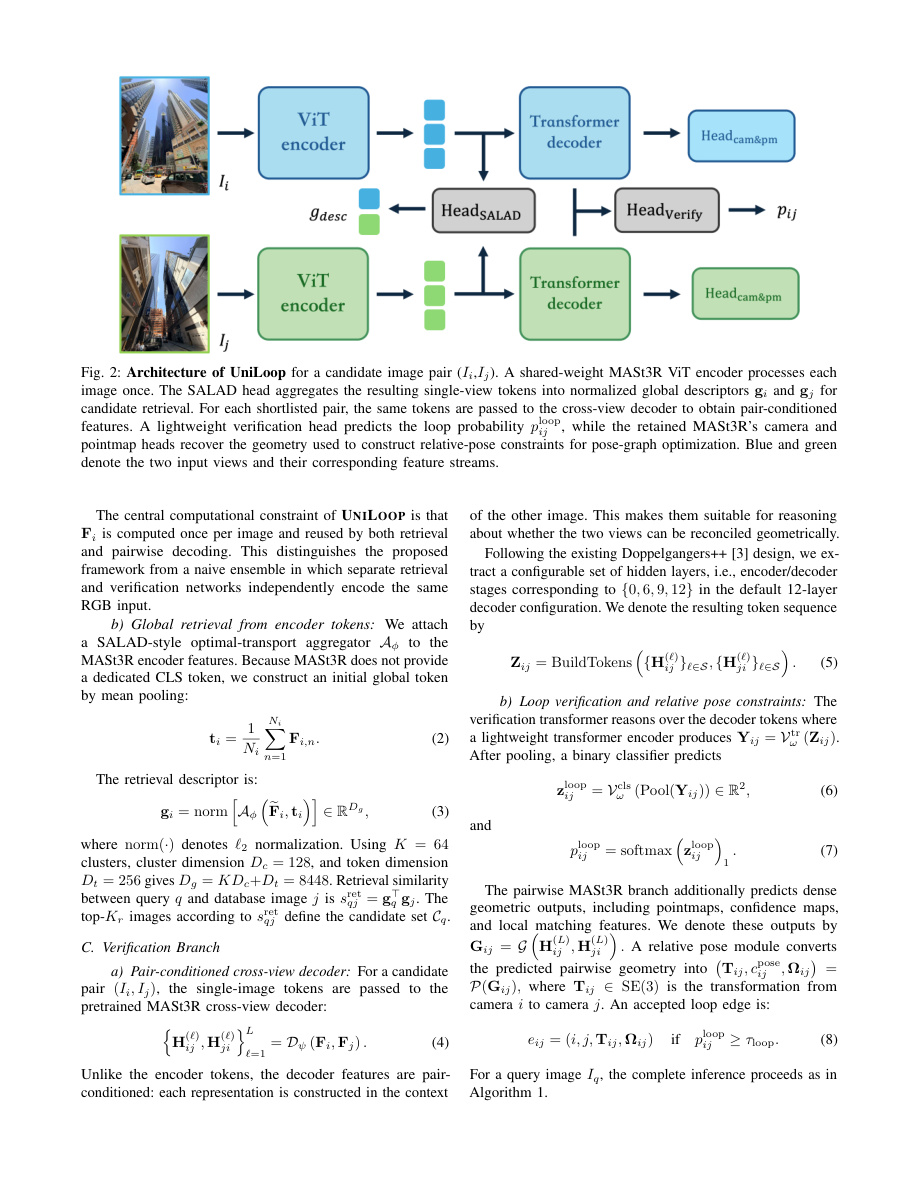 ViT
encoder
Transformer
decoder
Head_cam&pm
I_i
g_desc
Head_SALAD
Head_Verify
p_ij
ViT
encoder
Transformer
decoder
Head_cam&pm
I_j
Fig. 2: Architecture of UniLoop for a candidate image pair (I_i,I_j). A shared-weight MASt3R ViT encoder processes each
image once. The SALAD head aggregates the resulting single-view tokens into normalized global descriptors g_i and g_j for
candidate retrieval. For each shortlisted pair, the same tokens are passed to the cross-view decoder to obtain pair-conditioned
features. A lightweight verification head predicts the loop probability p_ij^loop, while the retained MASt3R's camera and
pointmap heads recover the geometry used to construct relative-pose constraints for pose-graph optimization. Blue and green
denote the two input views and their corresponding feature streams.
The central computational constraint of UNILOOP is that
F_i is computed once per image and reused by both retrieval
and pairwise decoding. This distinguishes the proposed
framework from a naive ensemble in which separate retrieval
and verification networks independently encode the same
RGB input.
b) Global retrieval from encoder tokens: We attach
a SALAD-style optimal-transport aggregator A_ϕ to the
MASt3R encoder features. Because MASt3R does not provide
a dedicated CLS token, we construct an initial global token
by mean pooling:
t_i = 1/N_i ∑_{n=1}^{N_i} F_{i,n}. (2)
The retrieval descriptor is:
g_i = norm [A_ϕ (F̃_i, t_i)] ∈ ℝ^{D_g}, (3)
where norm(·) denotes ℓ_2 normalization. Using K = 64
clusters, cluster dimension D_c = 128, and token dimension
D_t = 256 gives D_g = KD_c+D_t = 8448. Retrieval similarity
between query q and database image j is s_qj^ret = g_q^⊤ g_j. The
top-K_r images according to s_qj^ret define the candidate set C_q.
C. Verification Branch
a) Pair-conditioned cross-view decoder: For a candidate
pair (I_i, I_j), the single-image tokens are passed to the
pretrained MASt3R cross-view decoder:
{H_ij^(ℓ), H_ji^(ℓ)}_{ℓ=1}^L = D_ψ (F_i, F_j). (4)
Unlike the encoder tokens, the decoder features are pair-
conditioned: each representation is constructed in the context
of the other image. This makes them suitable for reasoning
about whether the two views can be reconciled geometrically.
Following the existing Doppelgangers++ [3] design, we ex-
tract a configurable set of hidden layers, i.e., encoder/decoder
stages corresponding to {0, 6, 9, 12} in the default 12-layer
decoder configuration. We denote the resulting token sequence
by
Z_ij = BuildTokens ({H_ij^(ℓ)}_{ℓ∈S}, {H_ji^(ℓ)}_{ℓ∈S}). (5)
b) Loop verification and relative pose constraints: The
verification transformer reasons over the decoder tokens where
a lightweight transformer encoder produces Y_ij = V_ω^tr (Z_ij).
After pooling, a binary classifier predicts
z_ij^loop = V_ω^cls (Pool(Y_ij)) ∈ ℝ^2, (6)
and
p_ij^loop = softmax (z_ij^loop)_1. (7)
The pairwise MASt3R branch additionally predicts dense
geometric outputs, including pointmaps, confidence maps,
and local matching features. We denote these outputs by
G_ij = G (H_ij^(L), H_ji^(L)). A relative pose module converts
the predicted pairwise geometry into (T_ij, c_ij^pose, Ω_ij) =
P(G_ij), where T_ij ∈ SE(3) is the transformation from
camera i to camera j. An accepted loop edge is:
e_ij = (i, j, T_ij, Ω_ij) if p_ij^loop ≥ τ_loop. (8)
For a query image I_q, the complete inference proceeds as in
Algorithm 1.